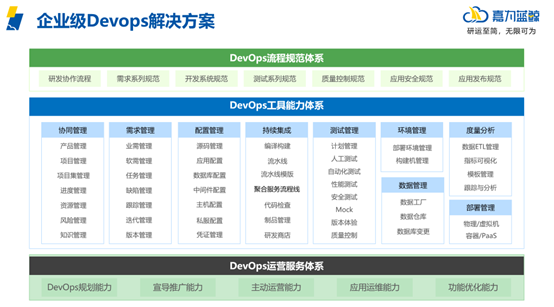 企业级Devops解决方案
嘉为蓝鲸
研运至简，无限可为
DevOps流程规范体系
研发协作流程 需求系列规范 开发系统规范 测试系列规范 质量控制规范 应用安全规范 应用发布规范
DevOps工具能力体系
协同管理
产品管理
项目管理
项目集管理
进度管理
资源管理
风险管理
知识管理
需求管理
业需管理
软需管理
任务管理
缺陷管理
跟踪管理
迭代管理
版本管理
配置管理
源码管理
应用配置
数据库配置
中间件配置
主机配置
私服配置
凭证管理
持续集成
编译构建
流水线
流水线模版
聚合服务流程线
代码检查
制品管理
研发商店
测试管理
计划管理
人工测试
自动化测试
性能测试
安全测试
Mock
版本体验
质量控制
环境管理
部署环境管理
构建机管理
数据管理
数据工厂
数据仓库
数据库变更
度量分析
数据ETL管理
指标可视化
模板管理
跟踪与分析
部署管理
物理/虚拟机
容器/PaaS
DevOps运营服务体系
DevOps规划能力 宣导推广能力 主动运营能力 应用运维能力 功能优化能力